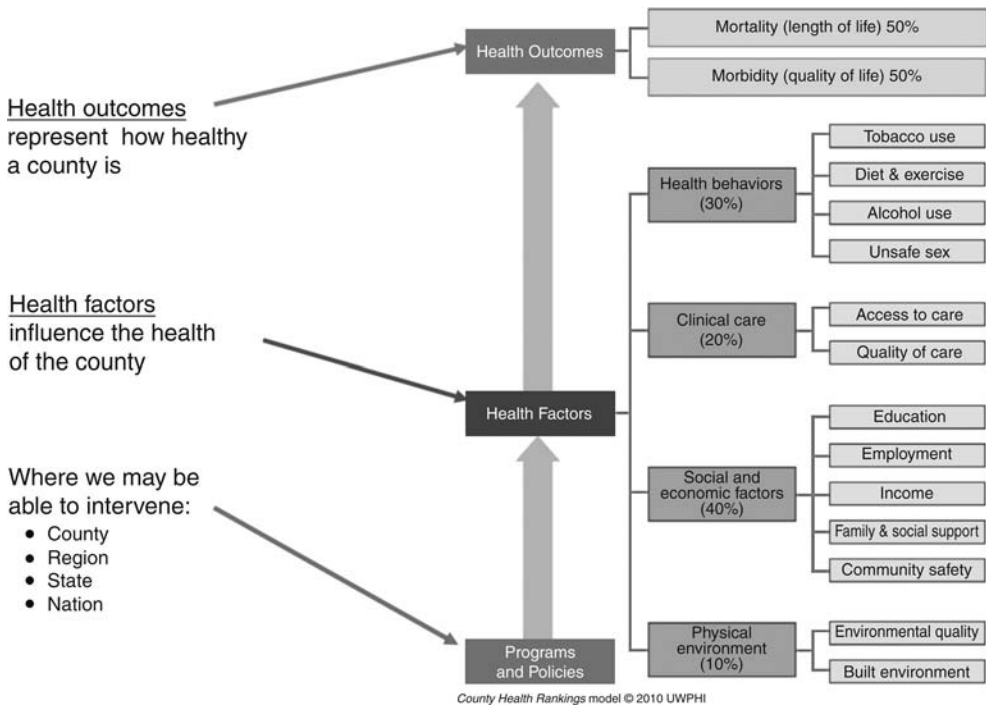 Health Outcomes
Mortality (length of life) 50%
Morbidity (quality of life) 50%
Health outcomes
represent how healthy
a county is
Health behaviors
(30%)
Tobacco use
Diet & exercise
Alcohol use
Unsafe sex
Health factors
influence the health
of the county
Clinical care
(20%)
Access to care
Quality of care
Health Factors
Where we may be
able to intervene:
• County
• Region
• State
• Nation
Social and
economic factors
(40%)
Education
Employment
Income
Family & social support
Community safety
Programs
and Policies
Physical
environment
(10%)
Environmental quality
Built environment
County Health Rankings model © 2010 UWPHI